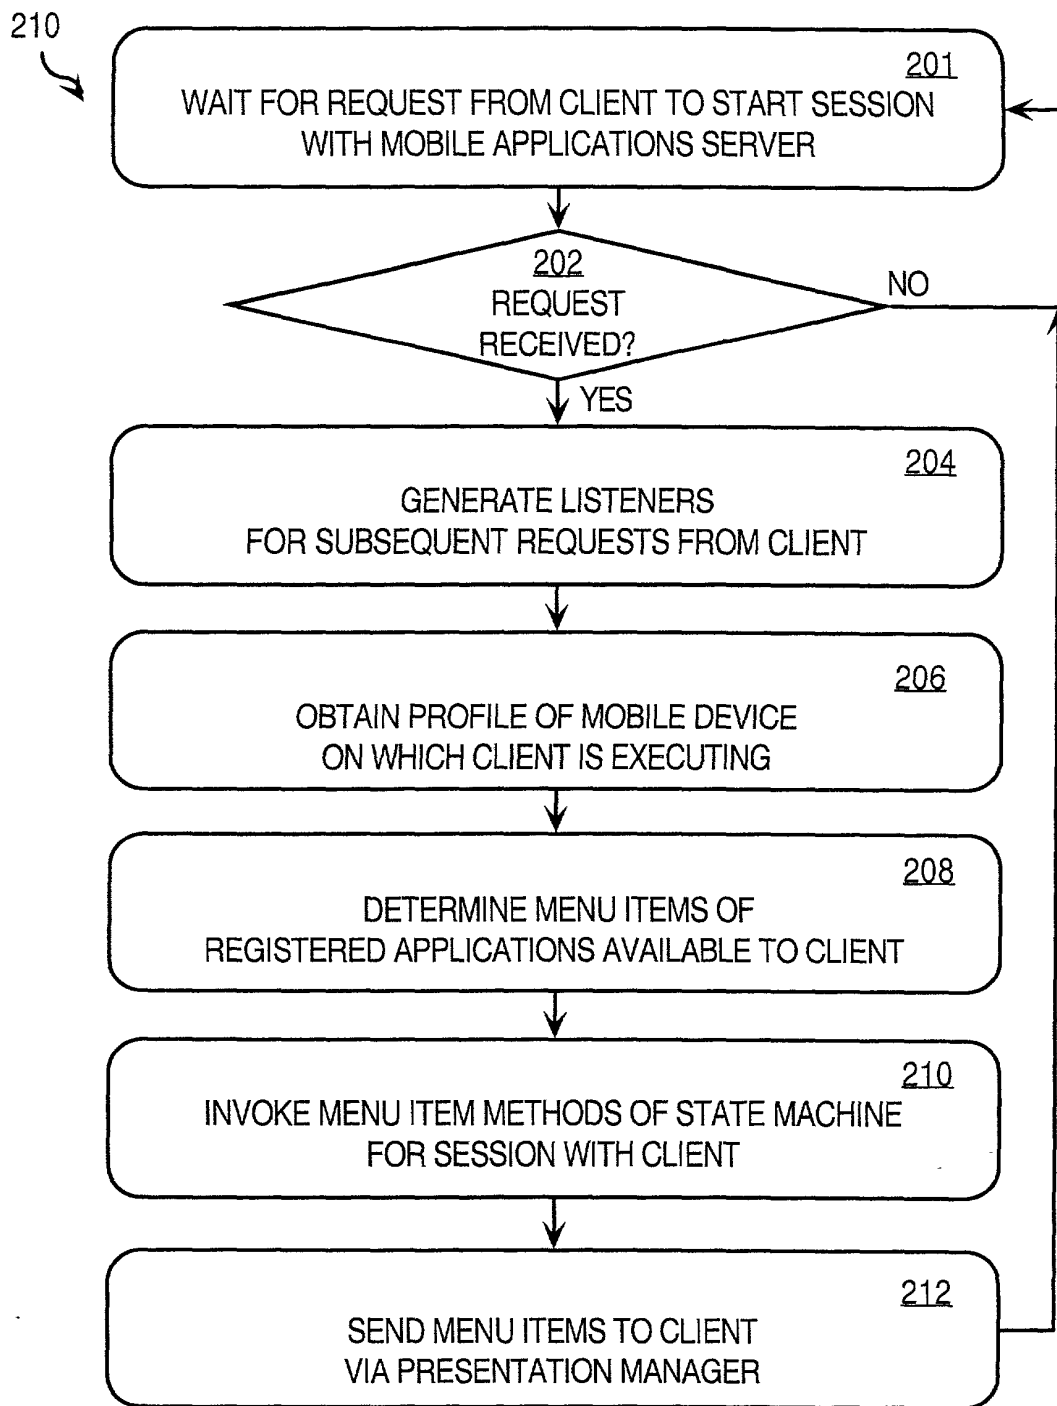 210
201
WAIT FOR REQUEST FROM CLIENT TO START SESSION
WITH MOBILE APPLICATIONS SERVER
202
REQUEST
RECEIVED?
NO
YES
204
GENERATE LISTENERS
FOR SUBSEQUENT REQUESTS FROM CLIENT
206
OBTAIN PROFILE OF MOBILE DEVICE
ON WHICH CLIENT IS EXECUTING
208
DETERMINE MENU ITEMS OF
REGISTERED APPLICATIONS AVAILABLE TO CLIENT
210
INVOKE MENU ITEM METHODS OF STATE MACHINE
FOR SESSION WITH CLIENT
212
SEND MENU ITEMS TO CLIENT
VIA PRESENTATION MANAGER